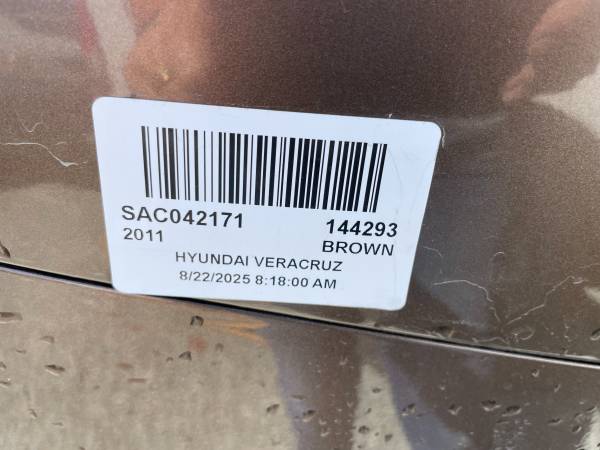 SAC042171 144293
2011 BROWN
HYUNDAI VERACRUZ
8/22/2025 8:18:00 AM